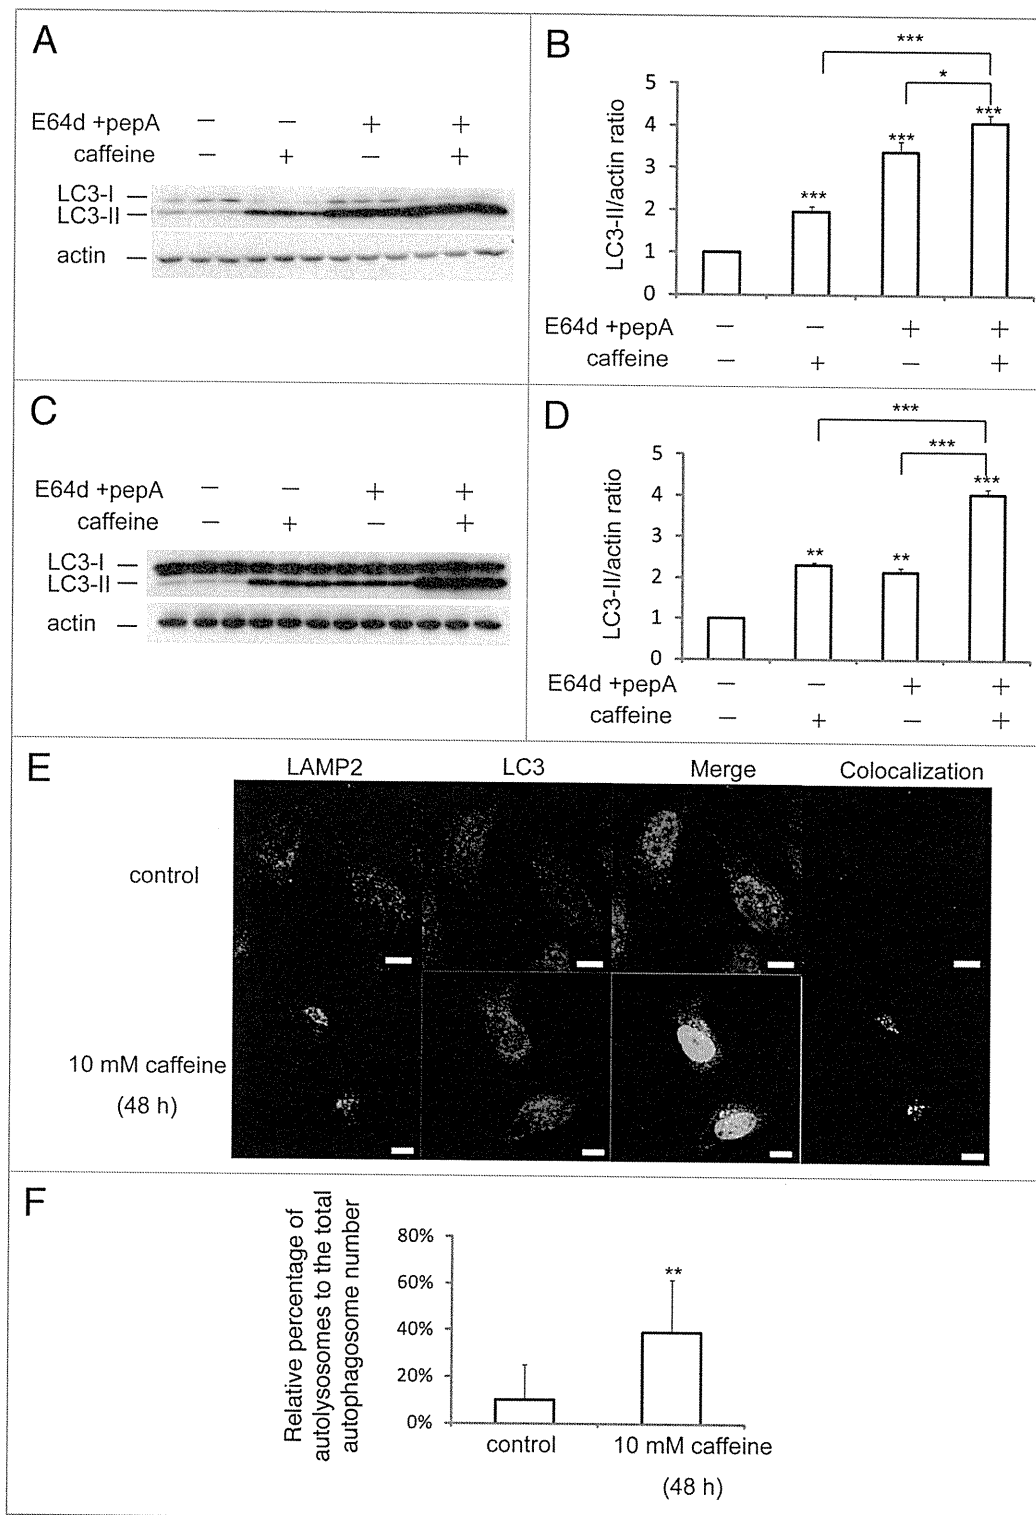 A
E64d +pepA – – + +
caffeine – + – +
LC3-I –
LC3-II –
actin –
B
***
*
5
4
3
2
1
0
LC3-II/actin ratio
***
***
***
E64d +pepA – – + +
caffeine – + – +
C
E64d +pepA – – + +
caffeine – + – +
LC3-I –
LC3-II –
actin –
D
***
***
5
4
3
2
1
0
LC3-II/actin ratio
**
**
***
E64d +pepA – – + +
caffeine – + – +
E
LAMP2 LC3 Merge Colocalization
control
10 mM caffeine
(48 h)
F
Relative percentage of
autolysosomes to the total
autophagosome number
80%
60%
40%
20%
0%
**
control 10 mM caffeine
(48 h)